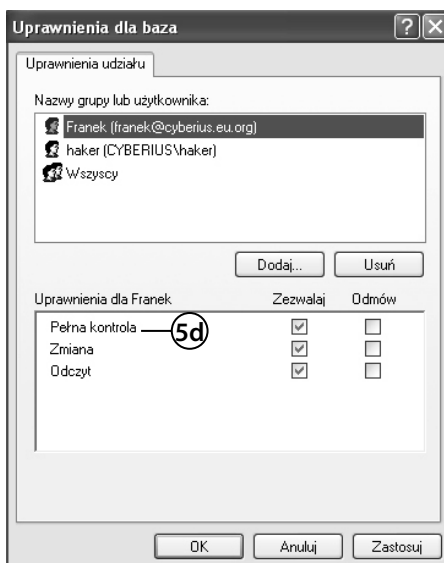 Uprawnienia dla baza
Uprawnienia udziału
Nazwy grupy lub użytkownika:
Franek (franek@cyberius.eu.org)
haker (CYBERIUS\haker)
Wszyscy
Dodaj... Usuń
Uprawnienia dla Franek Zezwalaj Odmów
Pełna kontrola 5d
Zmiana
Odczyt
OK Anuluj Zastosuj